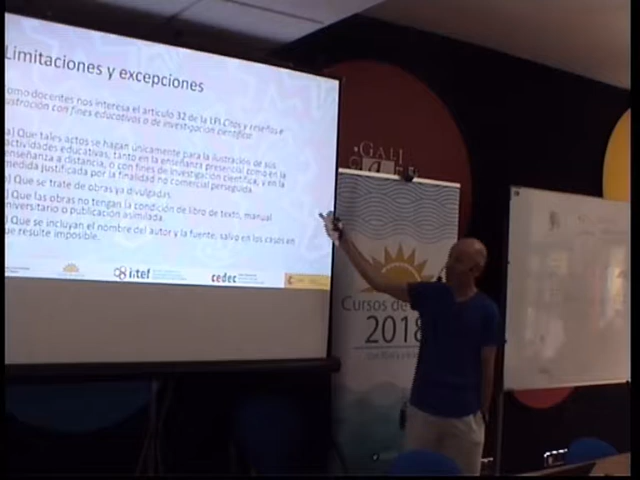 Limitaciones y excepciones
omo docentes nos interesa el artículo 32 de la LPI Citas y reseñas e
ustración con fines educativos o de investigación científica
a) Que tales actos se hagan únicamente para la ilustración de sus
actividades educativas, tanto en la enseñanza presencial como en la
enseñanza a distancia, o con fines de investigación científica, y en la
medida justificada por la finalidad no comercial perseguida.
) Que se trate de obras ya divulgadas.
) Que las obras no tengan la condición de libro de texto, manual
niversitario o publicación asimilada.
) Que se incluyan el nombre del autor y la fuente, salvo en los casos en
ue resulte imposible.
intef
cedec
GALI
Cursos de
2018